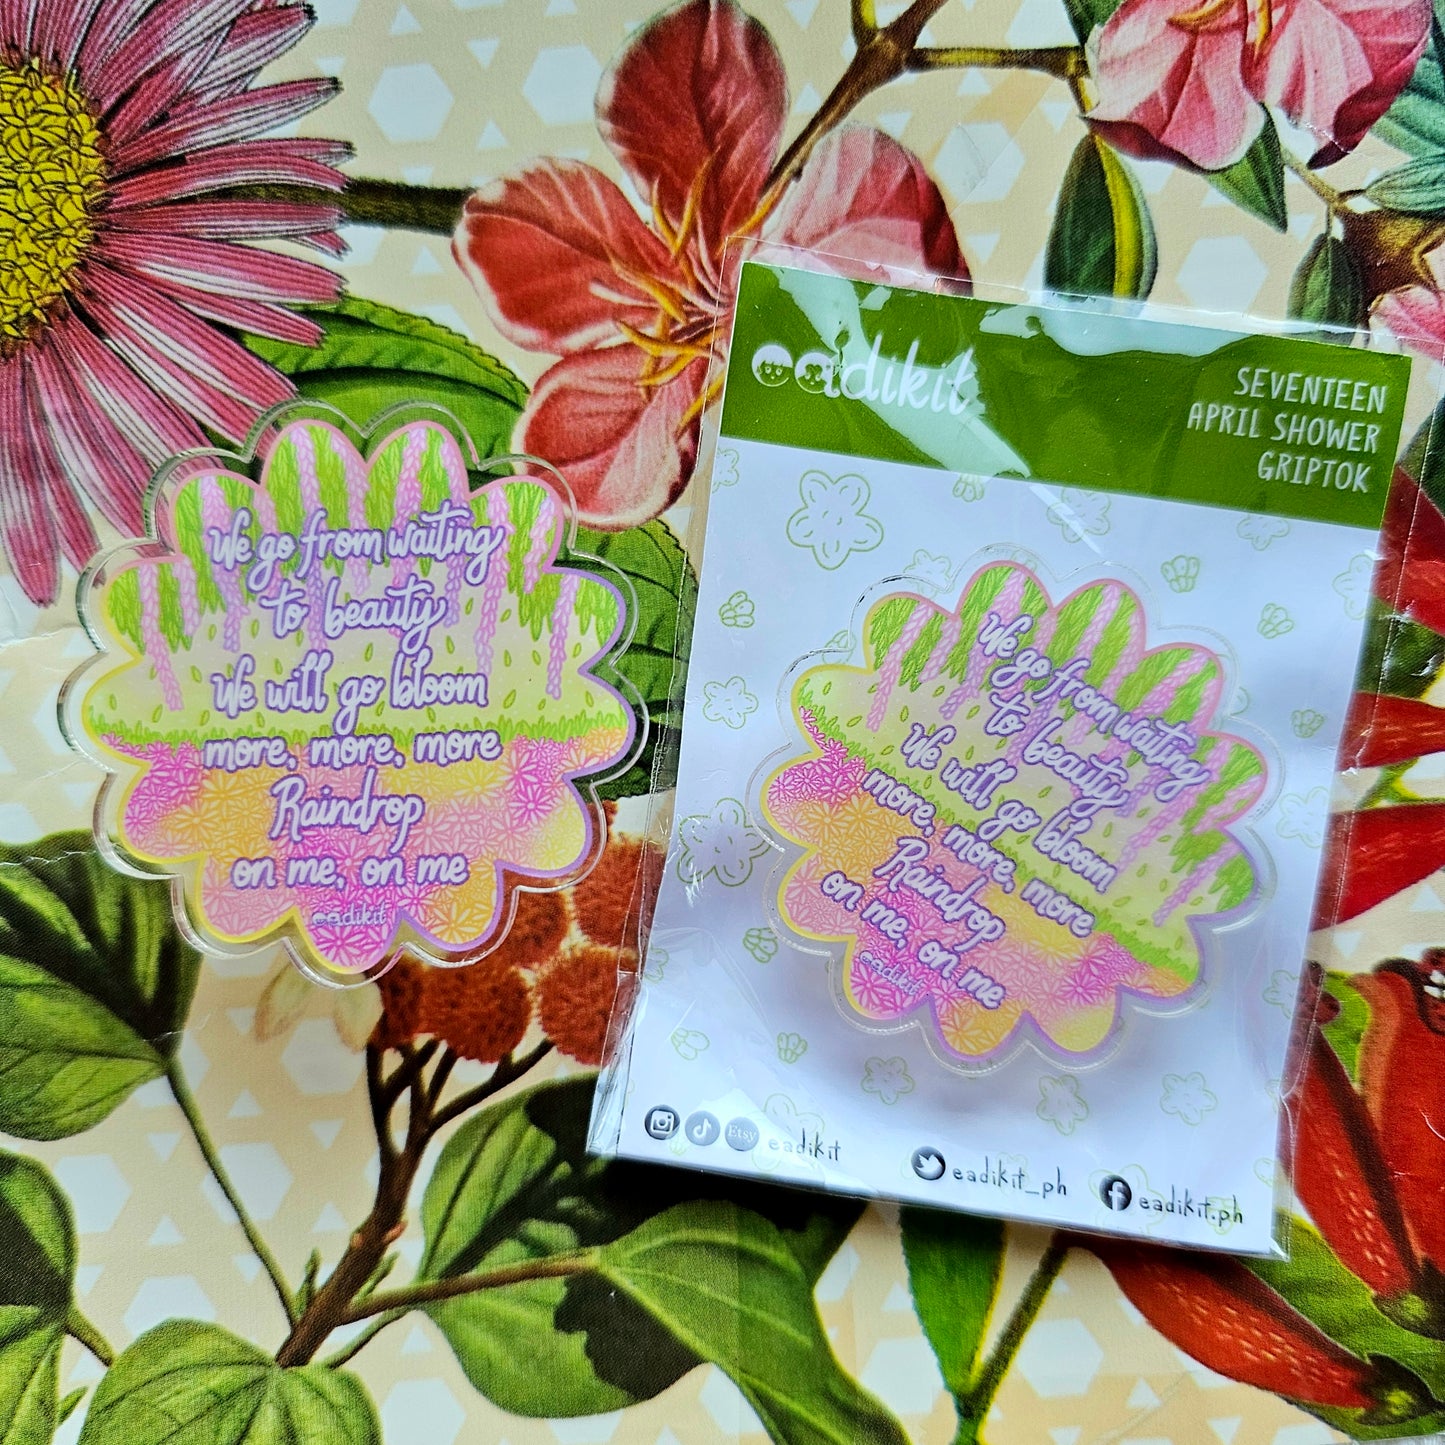 We go from waiting
to beauty
We will go bloom
more, more, more
Raindrop
on me, on me
eadikit
eadikit
SEVENTEEN
APRIL SHOWER
GRIPTOK
We go from waiting
to beauty
We will go bloom
more, more, more
Raindrop
on me, on me
eadikit
Etsy
eadikit
eadikit_ph
eadikit.ph